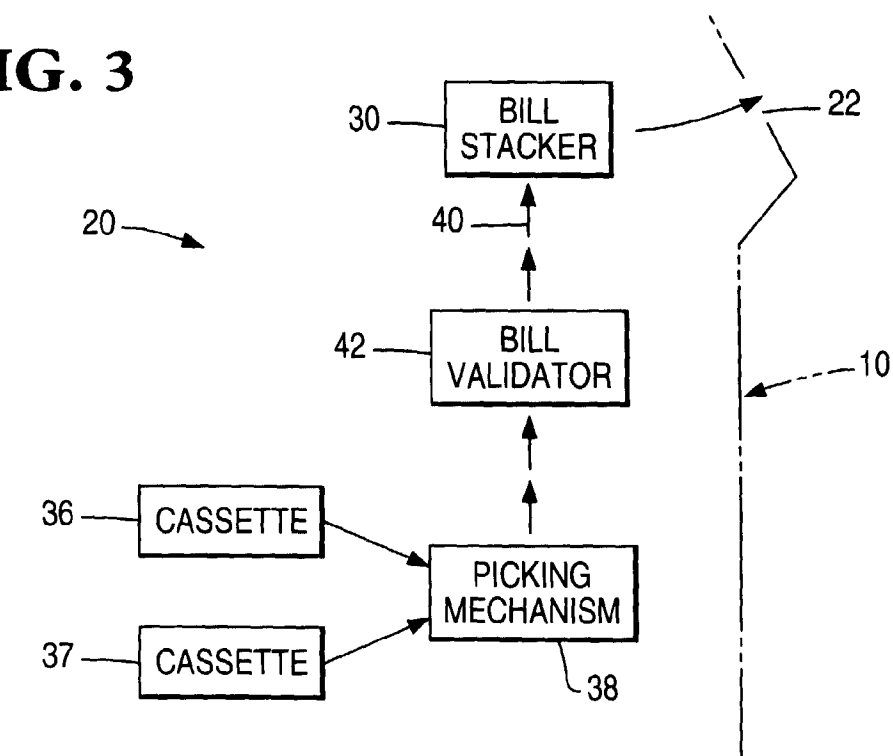 IG. 3
BILL
STACKER
30
22
40
20
BILL
VALIDATOR
42
10
36
CASSETTE
PICKING
MECHANISM
37
CASSETTE
38